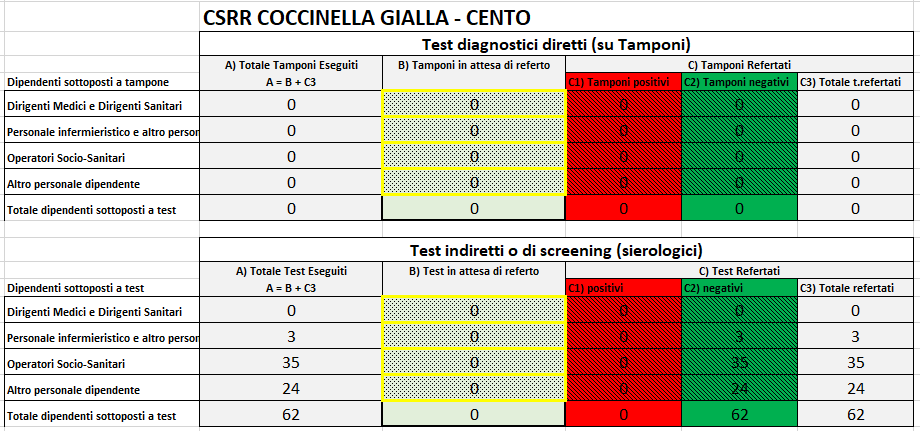 CSRR COCCINELLA GIALLA - CENTO
Test diagnostici diretti (su Tamponi)
A) Totale Tamponi Eseguiti B) Tamponi in attesa di referto C) Tamponi Refertati
Dipendenti sottoposti a tampone A = B + C3 C1) Tamponi positivi C2) Tamponi negativi C3) Totale t.refertati
Dirigenti Medici e Dirigenti Sanitari 0 0 0 0 0
Personale infermieristico e altro person 0 0 0 0 0
Operatori Socio-Sanitari 0 0 0 0 0
Altro personale dipendente 0 0 0 0 0
Totale dipendenti sottoposti a test 0 0 0 0 0
Test indiretti o di screening (sierologici)
A) Totale Test Eseguiti B) Test in attesa di referto C) Test Refertati
Dipendenti sottoposti a test A = B + C3 C1) positivi C2) negativi C3) Totale refertati
Dirigenti Medici e Dirigenti Sanitari 0 0 0 0 0
Personale infermieristico e altro person 3 0 0 3 3
Operatori Socio-Sanitari 35 0 0 35 35
Altro personale dipendente 24 0 0 24 24
Totale dipendenti sottoposti a test 62 0 0 62 62